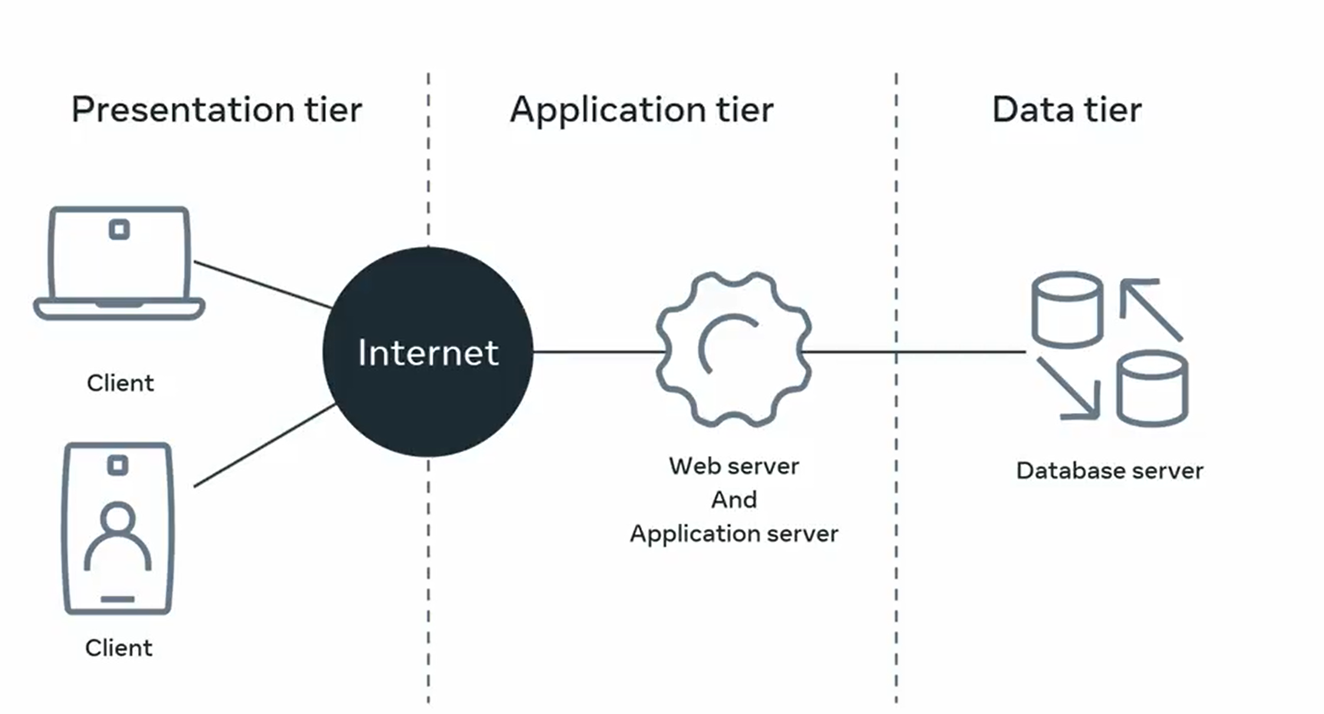 Presentation tier
Application tier
Data tier
Internet
Client
Client
Web server
And
Application server
Database server